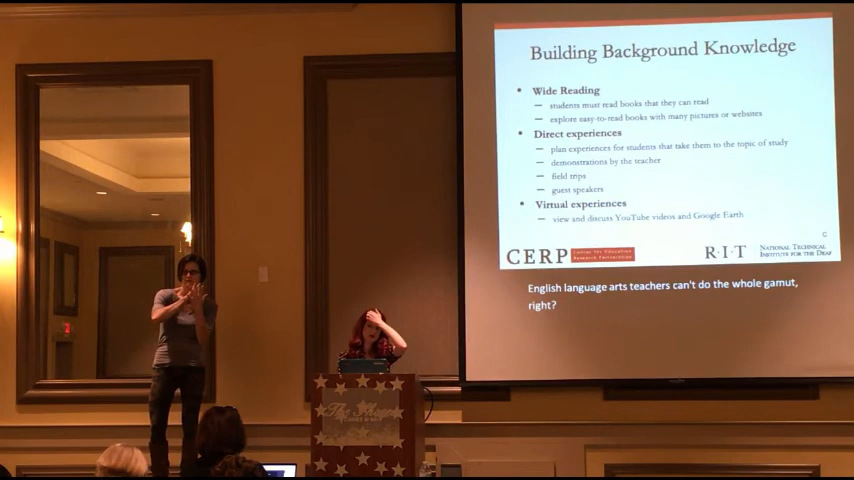 Building Background Knowledge
• Wide Reading
– students must read books that they can read
– explore easy-to-read books with many pictures or websites
• Direct experiences
– plan experiences for students that take them to the topic of study
– demonstrations by the teacher
– field trips
– guest speakers
• Virtual experiences
– view and discuss YouTube videos and Google Earth
C
CERP
Center for Education
Research Partnerships
R·I·T
NATIONAL TECHNICAL
INSTITUTE FOR THE DEAF
English language arts teachers can't do the whole gamut,
right?